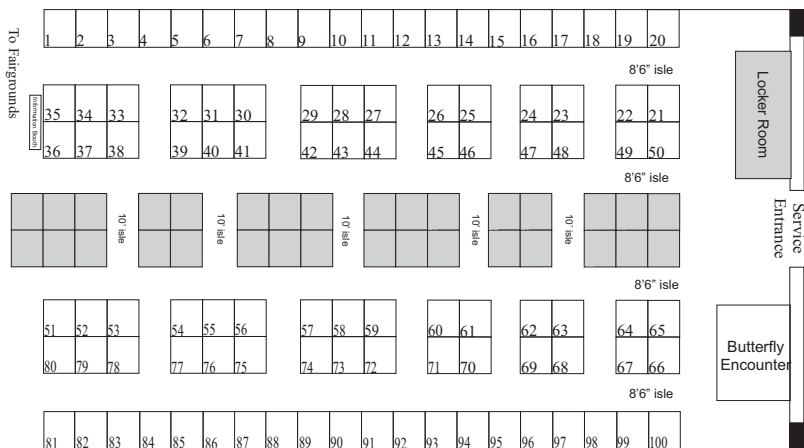 1 2 3 4 5 6 7 8 9 10 11 12 13 14 15 16 17 18 19 20
To Fairgrounds
8'6" isle
Locker Room
Information Booth
35 34 33 32 31 30 29 28 27 26 25 24 23 22 21
36 37 38 39 40 41 42 43 44 45 46 47 48 49 50
8'6" isle
Service
Entrance
10' isle 10' isle 10' isle 10' isle 10' isle
8'6" isle
51 52 53 54 55 56 57 58 59 60 61 62 63 64 65
80 79 78 77 76 75 74 73 72 71 70 69 68 67 66
Butterfly
Encounter
8'6" isle
81 82 83 84 85 86 87 88 89 90 91 92 93 94 95 96 97 98 99 100